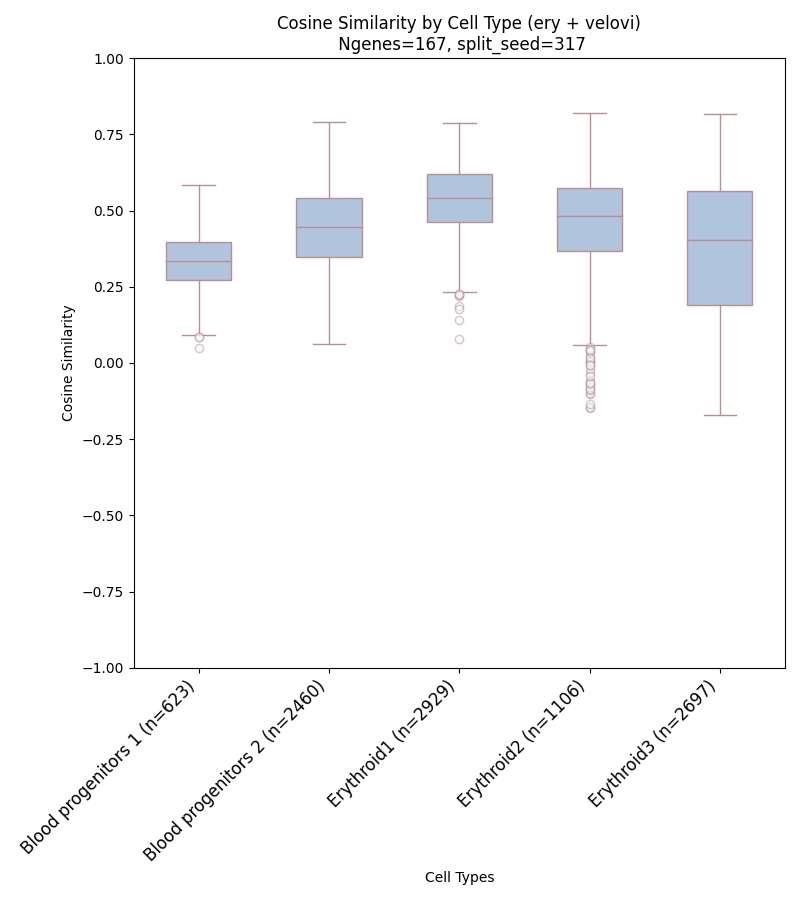 Cosine Similarity by Cell Type (ery + velovi)
Ngenes=167, split_seed=317
1.00
0.75
0.50
0.25
0.00
−0.25
−0.50
−0.75
−1.00
Cosine Similarity
Blood progenitors 1 (n=623)
Blood progenitors 2 (n=2460)
Erythroid1 (n=2929)
Erythroid2 (n=1106)
Erythroid3 (n=2697)
Cell Types